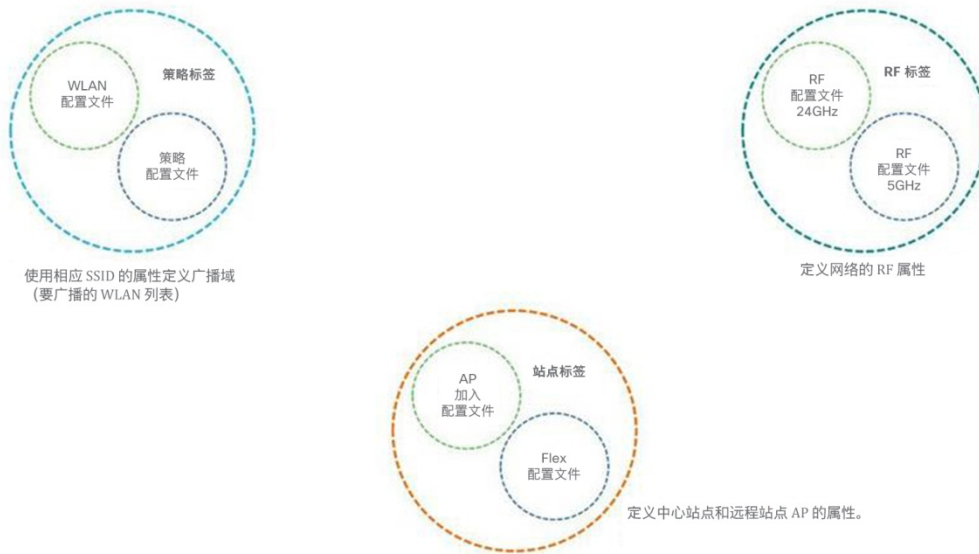 策略标签
WLAN
配置文件
策略
配置文件
使用相应 SSID 的属性定义广播域
（要广播的 WLAN 列表）
RF 标签
RF
配置文件
24GHz
RF
配置文件
5GHz
定义网络的 RF 属性
站点标签
AP
加入
配置文件
Flex
配置文件
定义中心站点和远程站点 AP 的属性。